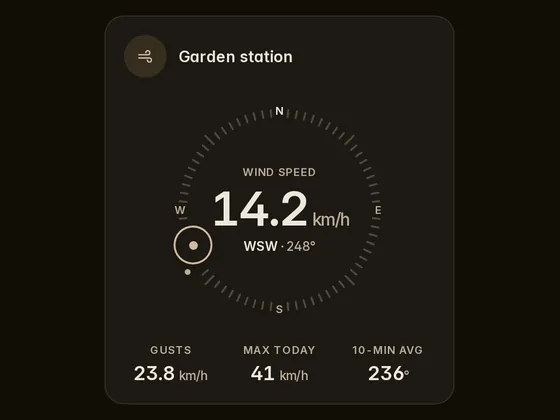 Garden station
N
WIND SPEED
W
14.2 km/h
E
WSW · 248°
S
GUSTS
MAX TODAY
10-MIN AVG
23.8 km/h
41 km/h
236°